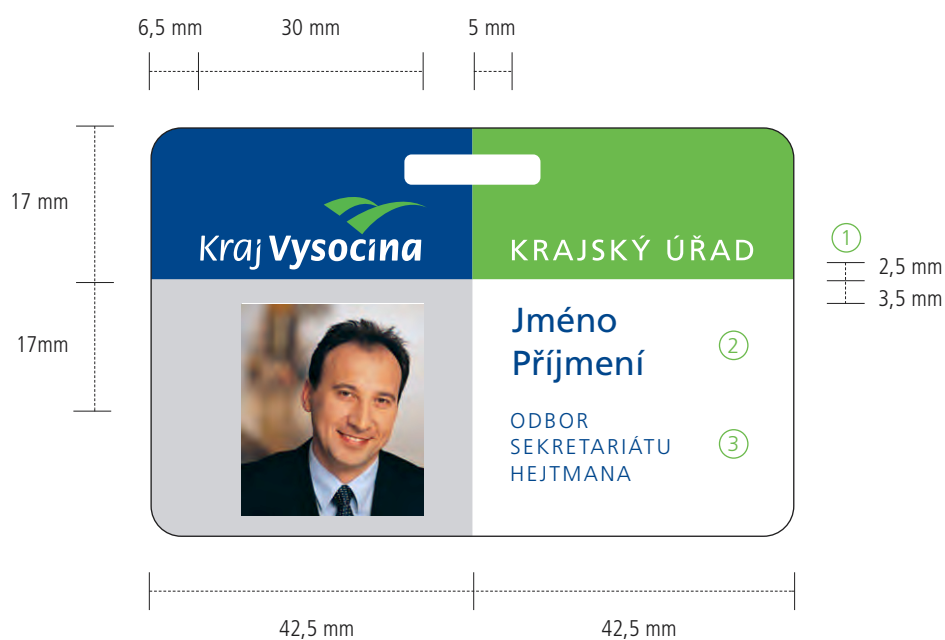 6,5 mm 30 mm 5 mm
17 mm
Kraj Vysočina
KRAJSKÝ ÚŘAD
1
2,5 mm
3,5 mm
17mm
Jméno
Příjmení
2
ODBOR
SEKRETARIÁTU
HEJTMANA
3
42,5 mm 42,5 mm